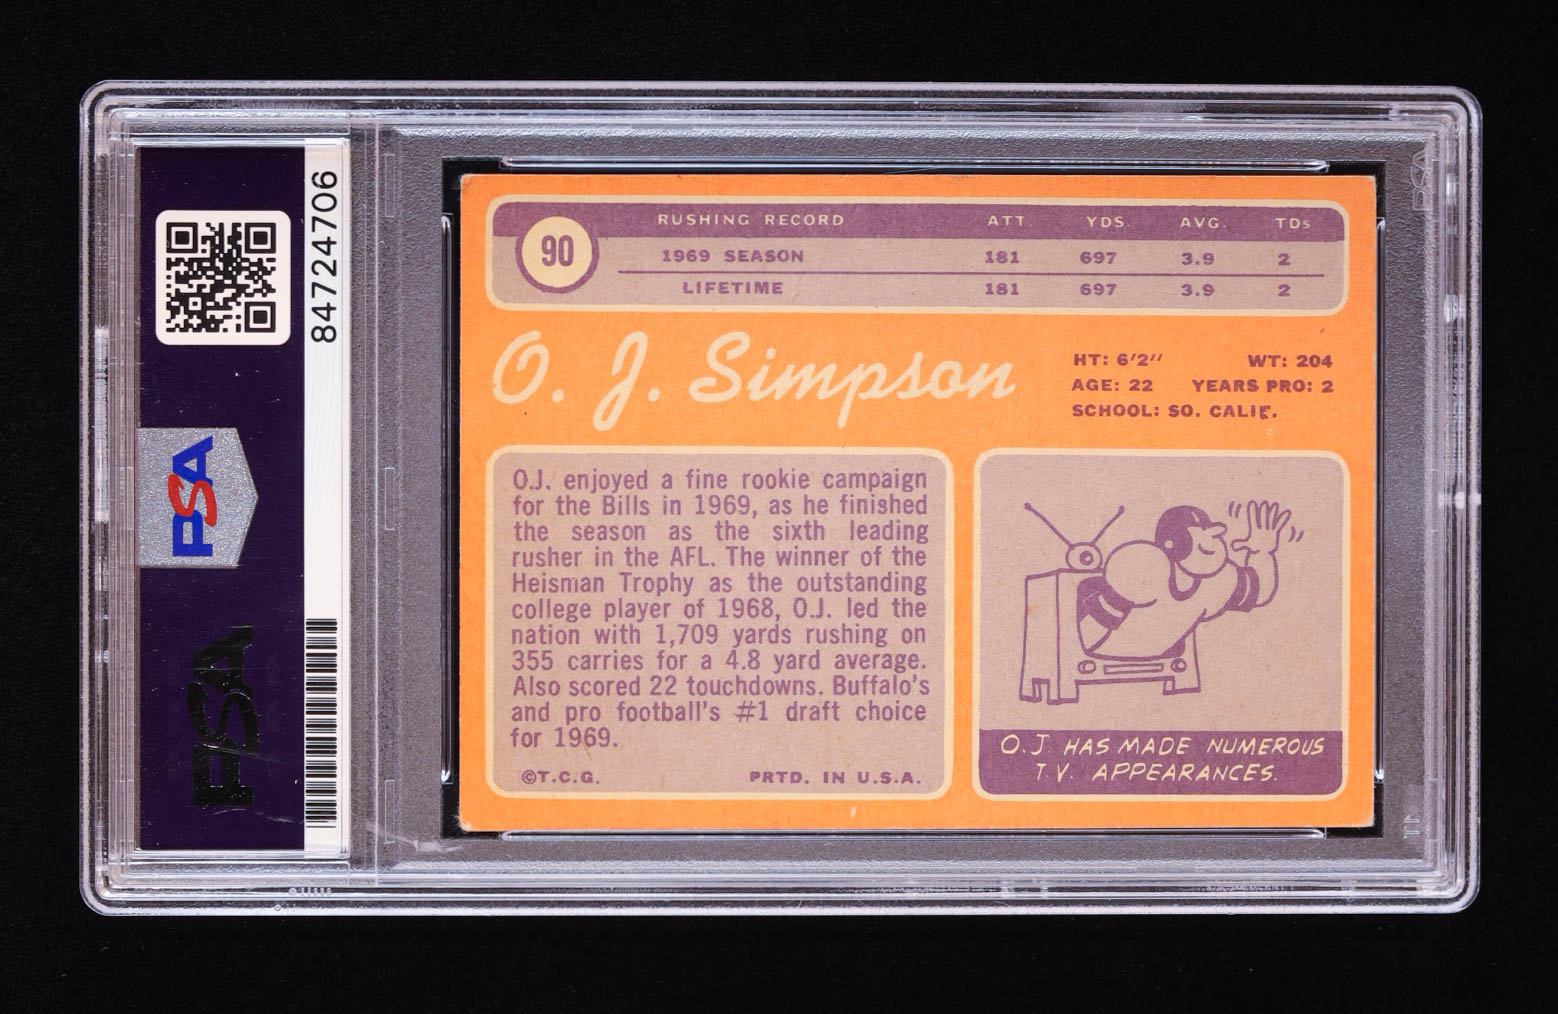 84724706
PSA
PSA
90
RUSHING RECORD ATT YDS. AVG. TDs
1969 SEASON 181 697 3.9 2
LIFETIME 181 697 3.9 2
O. J. Simpson
HT: 6'2'' WT: 204
AGE: 22 YEARS PRO: 2
SCHOOL: SO. CALIF.
O.J. enjoyed a fine rookie campaign
for the Bills in 1969, as he finished
the season as the sixth leading
rusher in the AFL. The winner of the
Heisman Trophy as the outstanding
college player of 1968, O.J. led the
nation with 1,709 yards rushing on
355 carries for a 4.8 yard average.
Also scored 22 touchdowns. Buffalo's
and pro football's #1 draft choice
for 1969.
©T.C.G. PRTD. IN U.S.A.
O.J HAS MADE NUMEROUS
T V. APPEARANCES.
PSA
11